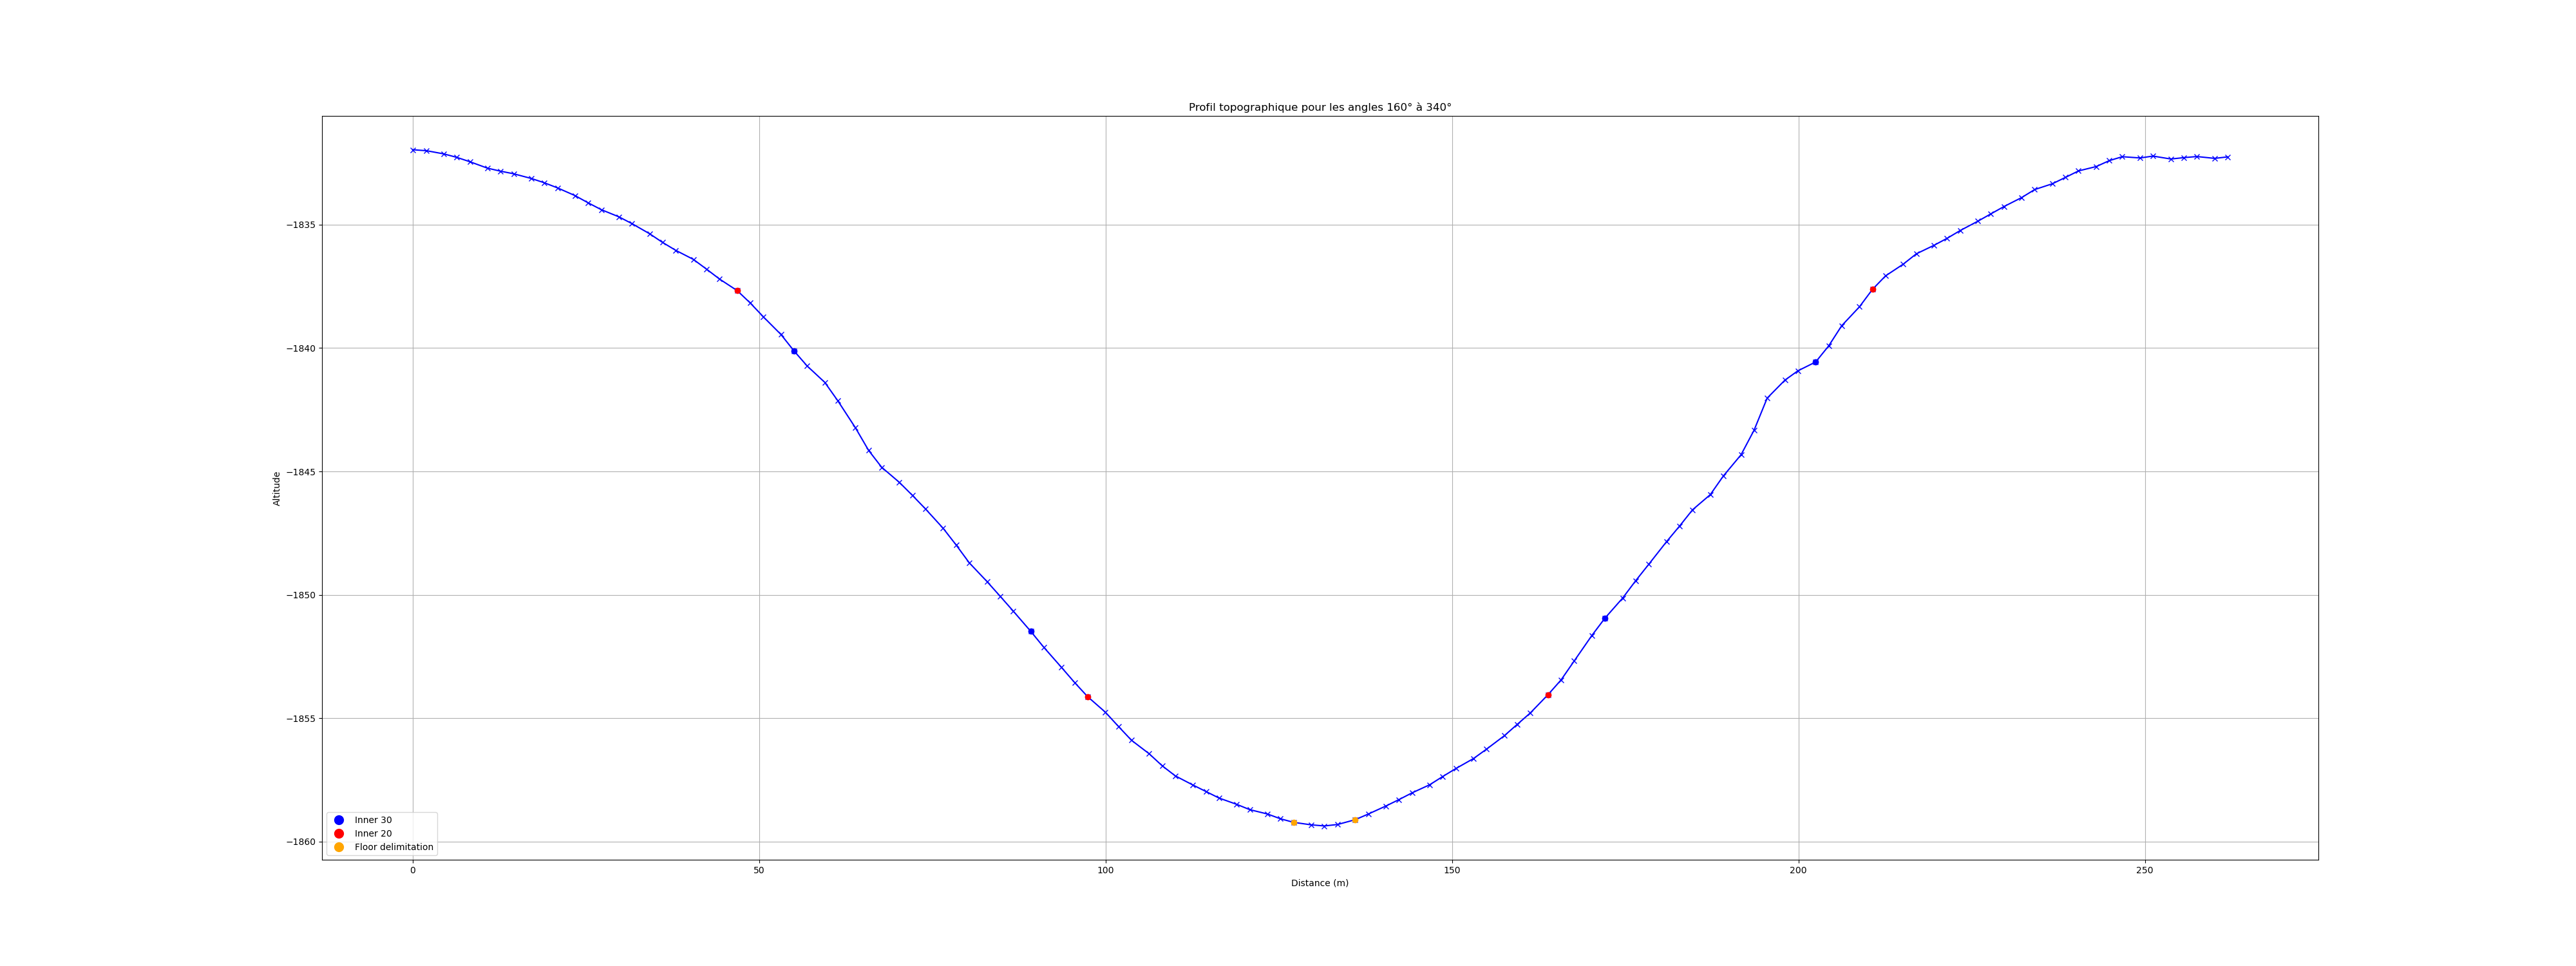 Profil topographique pour les angles 160° à 340°
Altitude
−1835
−1840
−1845
−1850
−1855
−1860
Inner 30
Inner 20
Floor delimitation
0
50
100
150
200
250
Distance (m)